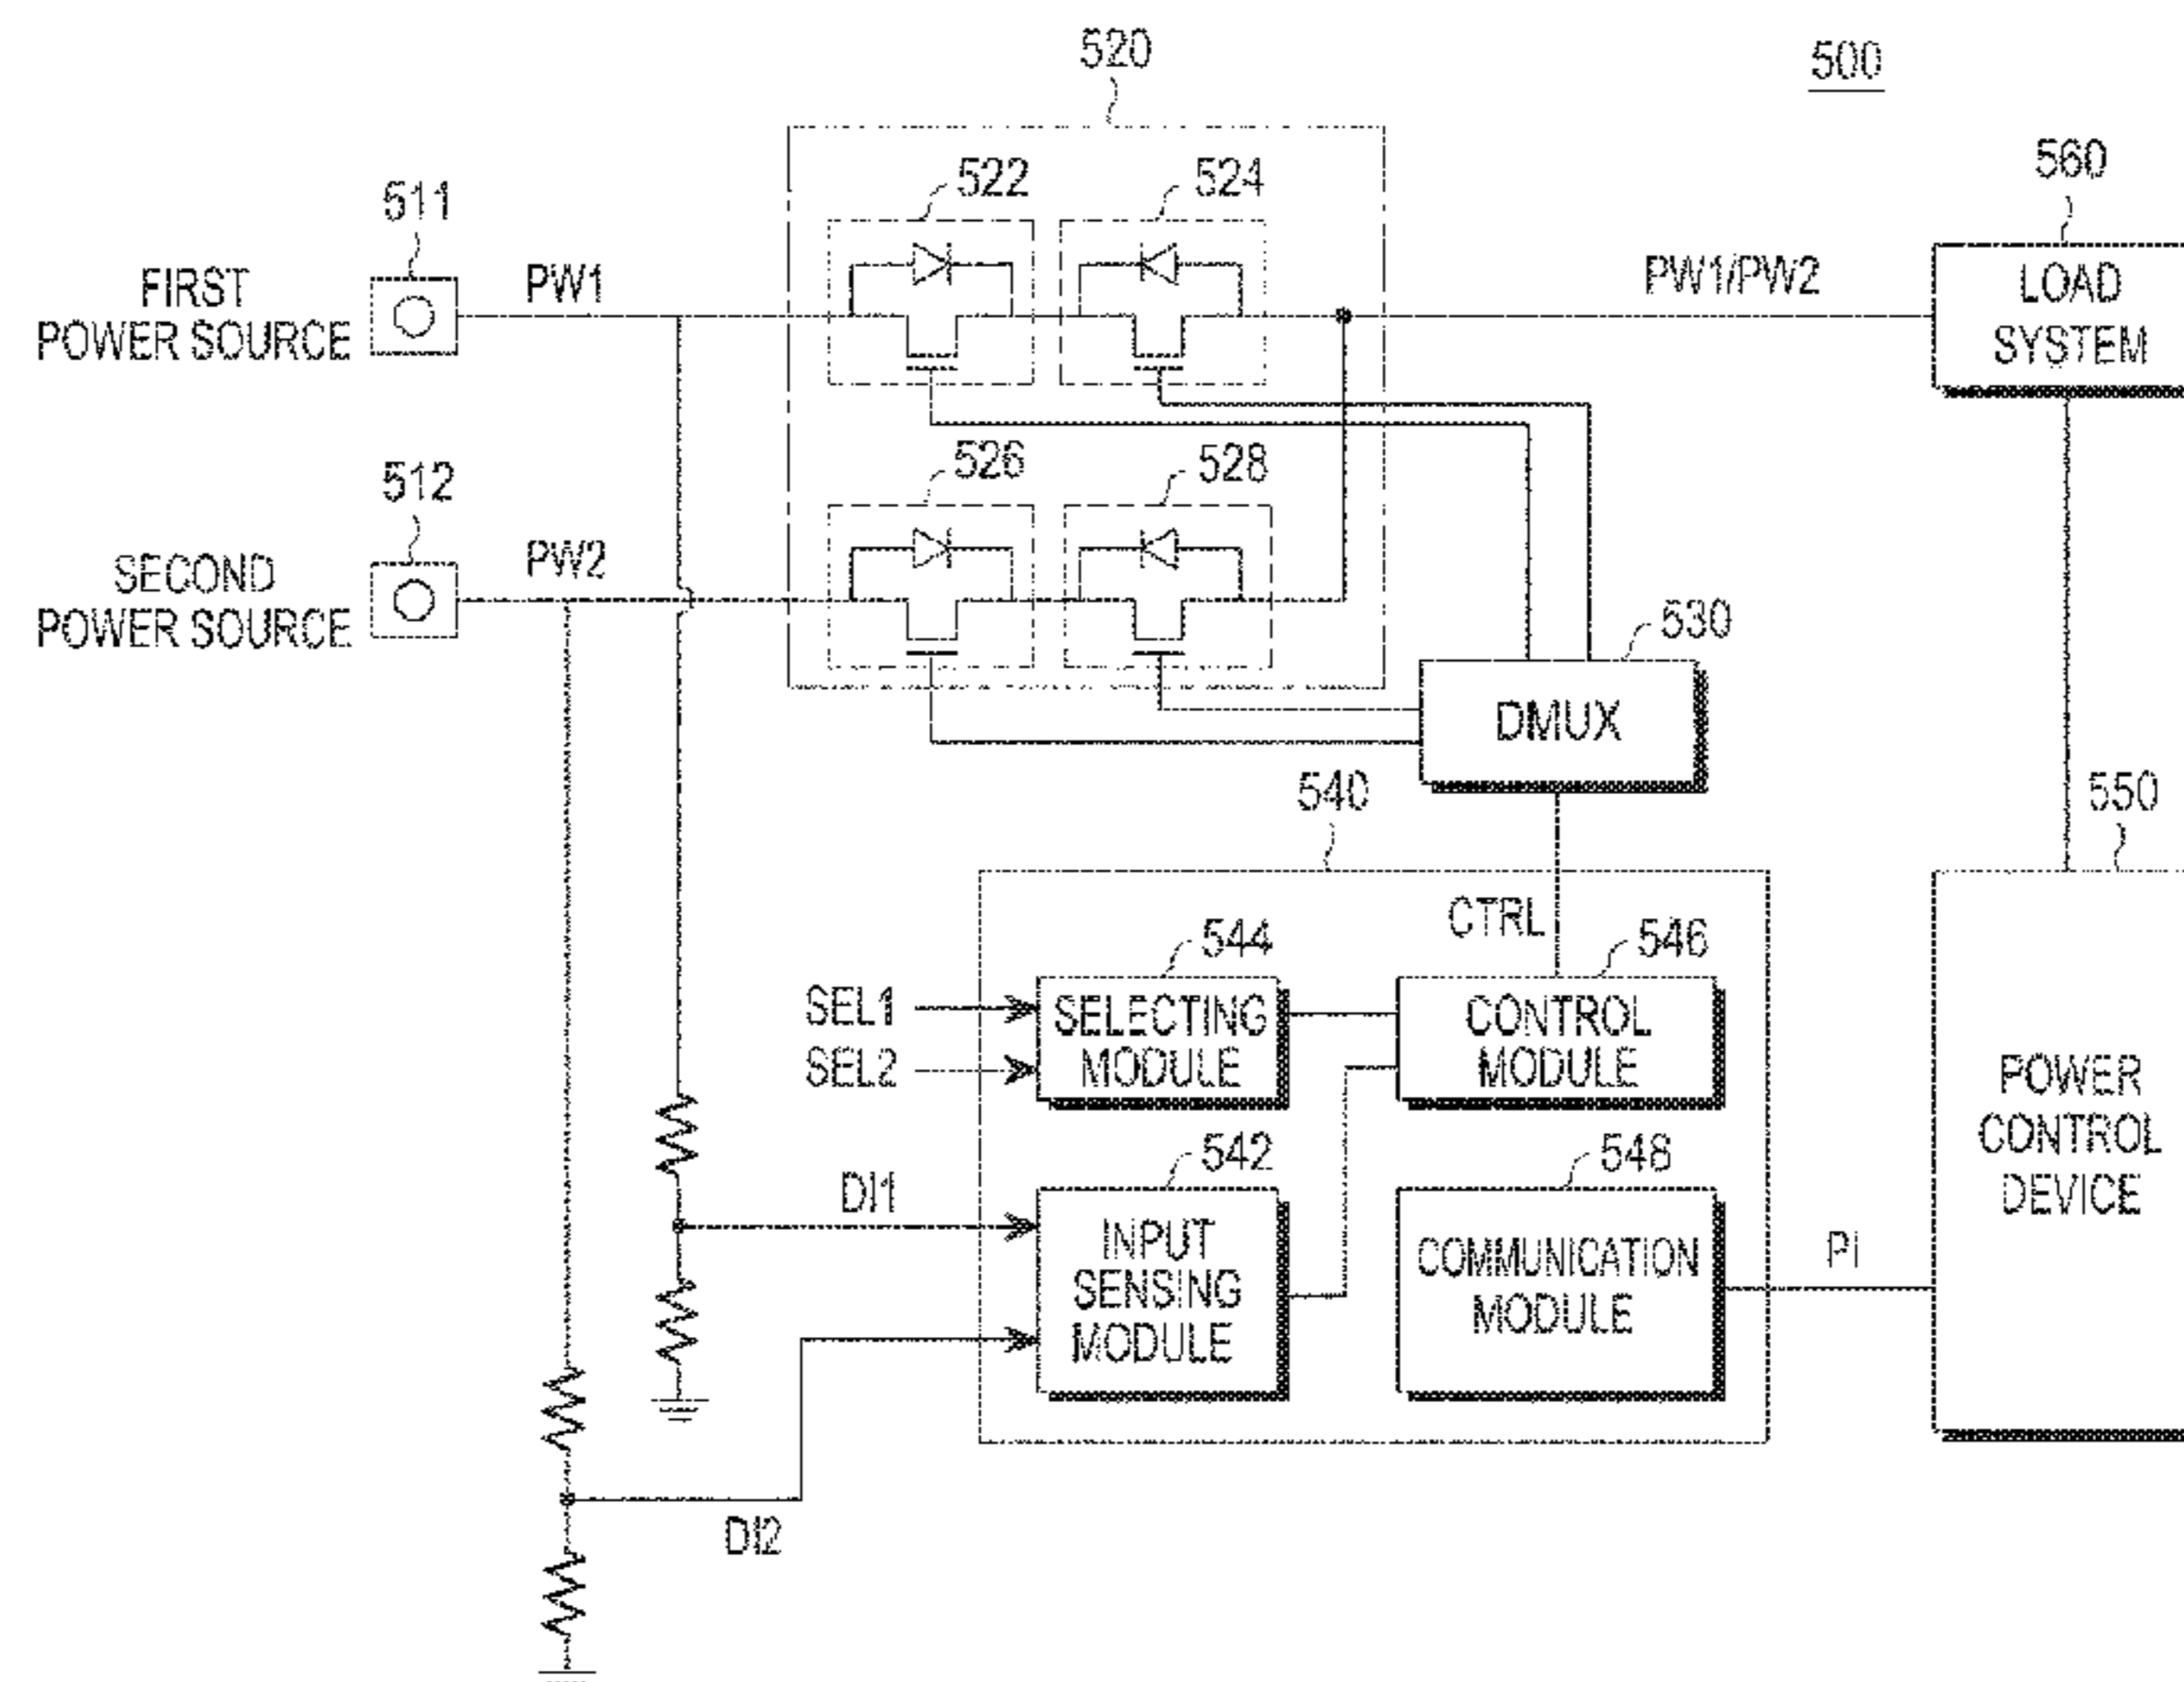 520
500
522
524
560
511
FIRST
POWER SOURCE
PW1
PW1/PW2
LOAD
SYSTEM
526
528
512
SECOND
POWER SOURCE
PW2
530
DMUX
540
550
CTRL
544
546
SEL1
SEL2
SELECTING
MODULE
CONTROL
MODULE
POWER
CONTROL
DEVICE
542
548
DI1
INPUT
SENSING
MODULE
COMMUNICATION
MODULE
PI
DI2